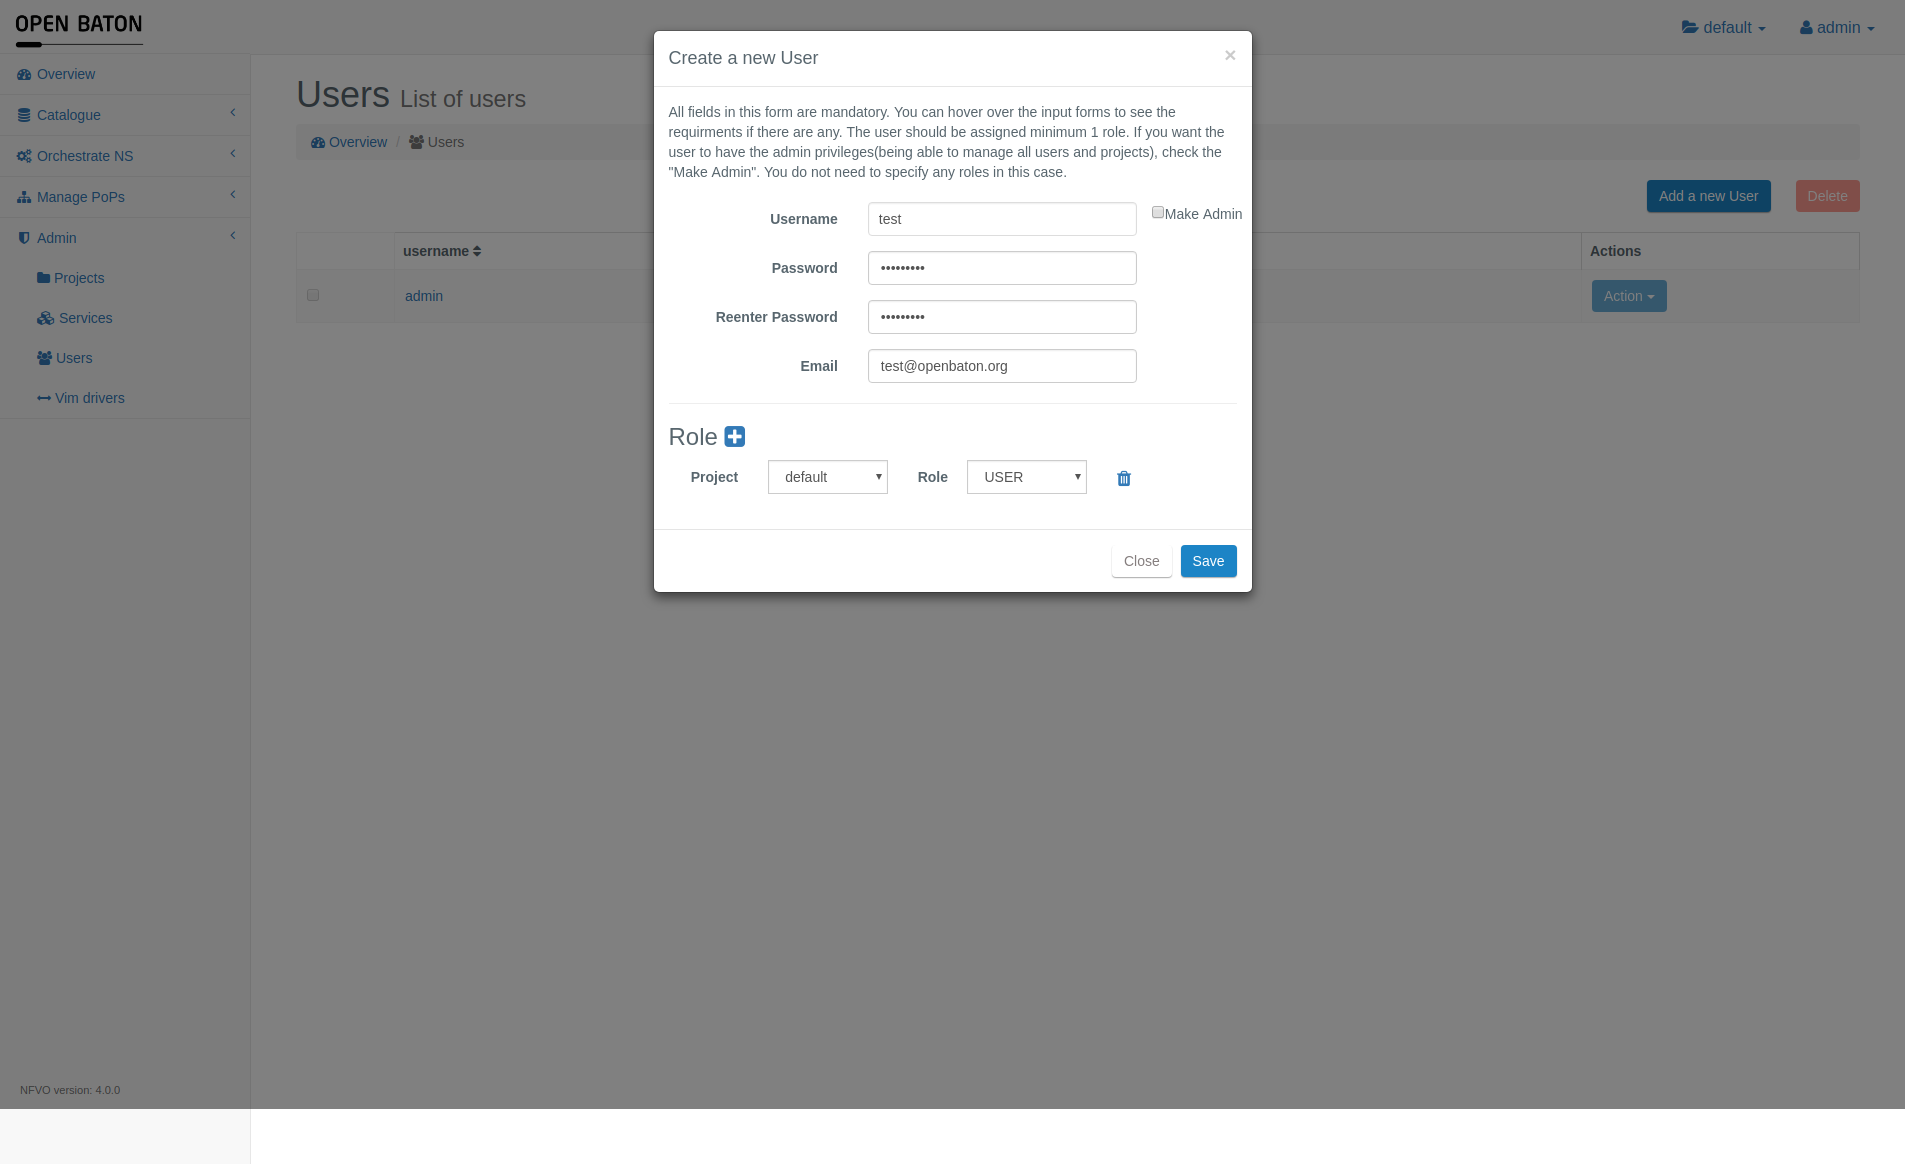 OPEN BATON
default
admin
Overview
Catalogue
Orchestrate NS
Manage PoPs
Admin
Projects
Services
Users
Vim drivers
NFVO version: 4.0.0
Users List of users
Overview / Users
Add a new User
Delete
username
Actions
admin
Action
Create a new User
×
All fields in this form are mandatory. You can hover over the input forms to see the
requirments if there are any. The user should be assigned minimum 1 role. If you want the
user to have the admin privileges(being able to manage all users and projects), check the
"Make Admin". You do not need to specify any roles in this case.
Username test Make Admin
Password •••••••••
Reenter Password •••••••••
Email test@openbaton.org
Role
Project default Role USER
Close Save